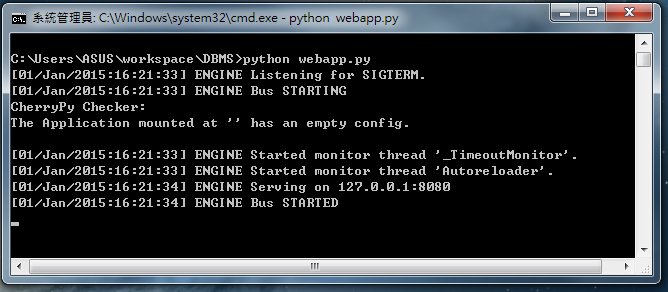 系統管理員: C:\Windows\system32\cmd.exe - python  webapp.py
C:\Users\ASUS\workspace\DBMS>python webapp.py
[01/Jan/2015:16:21:33] ENGINE Listening for SIGTERM.
[01/Jan/2015:16:21:33] ENGINE Bus STARTING
CherryPy Checker:
The Application mounted at '' has an empty config.
[01/Jan/2015:16:21:33] ENGINE Started monitor thread '_TimeoutMonitor'.
[01/Jan/2015:16:21:33] ENGINE Started monitor thread 'Autoreloader'.
[01/Jan/2015:16:21:34] ENGINE Serving on 127.0.0.1:8080
[01/Jan/2015:16:21:34] ENGINE Bus STARTED